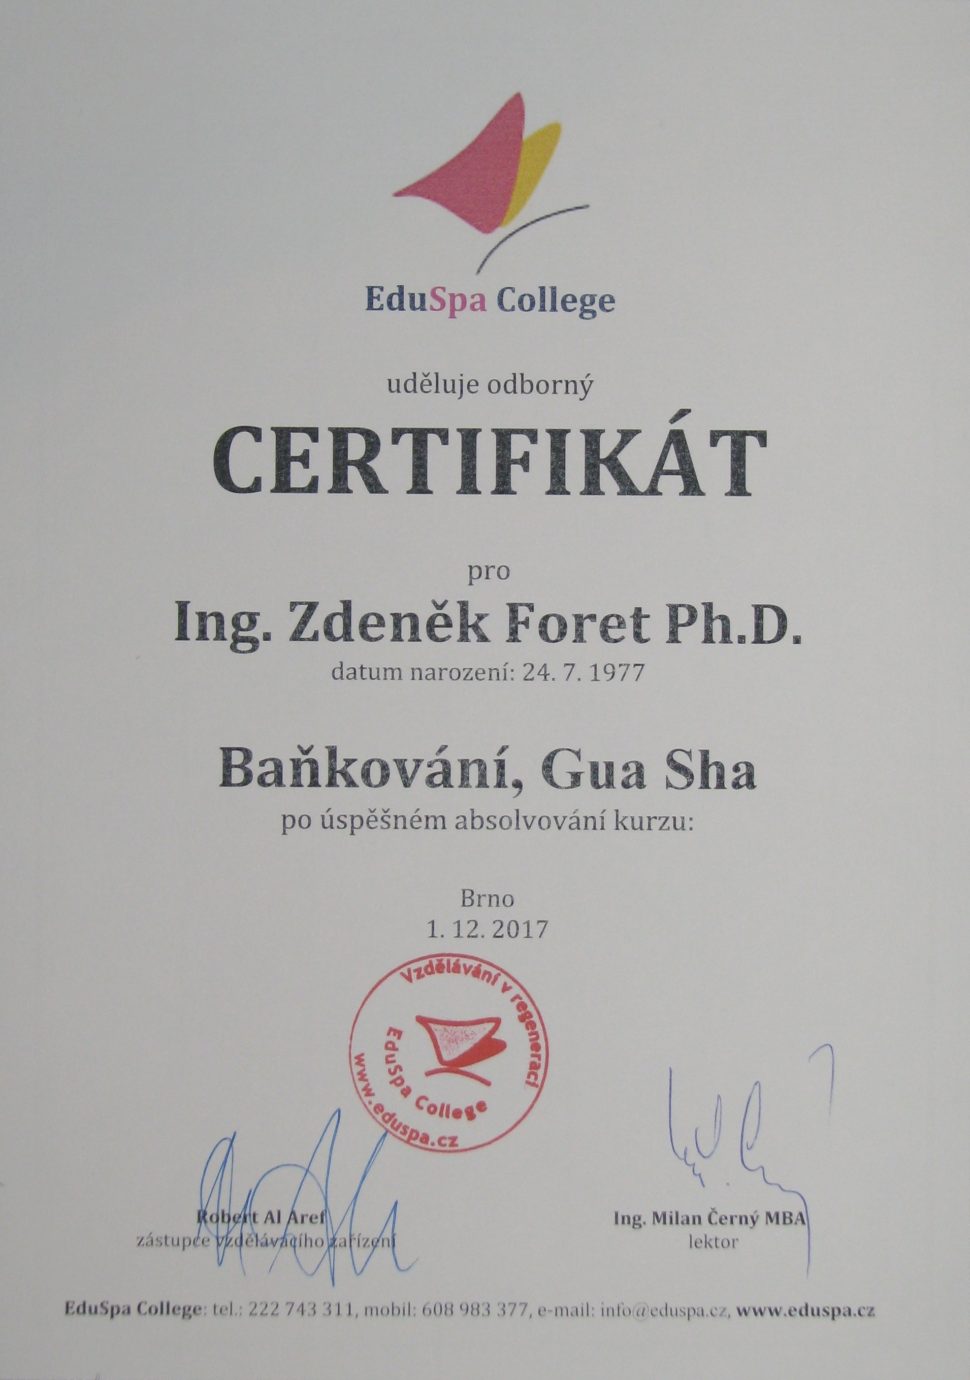 EduSpa College
uděluje odborný
CERTIFIKÁT
pro
Ing. Zdeněk Foret Ph.D.
datum narození: 24. 7. 1977
Baňkování, Gua Sha
po úspěšném absolvování kurzu:
Brno
1. 12. 2017
Vzdělávání v regeneraci
EduSpa College
www.eduspa.cz
Robert Al Aref
zástupce vzdělávacího zařízení
Ing. Milan Černý MBA
lektor
EduSpa College: tel.: 222 743 311, mobil: 608 983 377, e-mail: info@eduspa.cz, www.eduspa.cz